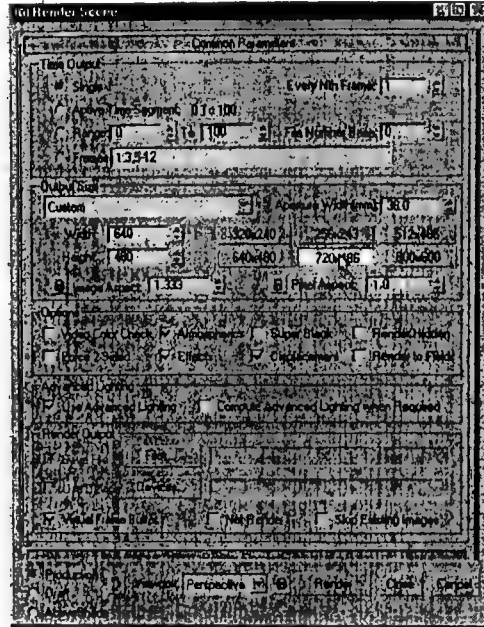 Render Scene
Common Parameters
Time Output
Single
Every Nth Frame: 1
Active Time Segment: 0 To 100
Range: 0 To 100
File Number Base: 0
Frames 1,3,5-12
Output Size
Custom
Aperture Width(mm): 36.0
Width: 640
320x240
256x243
512x486
Height: 480
640x480
720x486
800x600
Image Aspect: 1.333
Pixel Aspect: 1.0
Options
Video Color Check
Atmospherics
Super Black
Render Hidden
Force 2-Sided
Effects
Displacement
Render to Fields
Advanced Lighting
Use Advanced Lighting
Compute Advanced Lighting when Required
Render Output
Files
Devices
Virtual Frame Buffer
Net Render
Skip Existing Images
Production
Draft
Viewport: Perspective
Render
Close
Cancel
ActiveShade